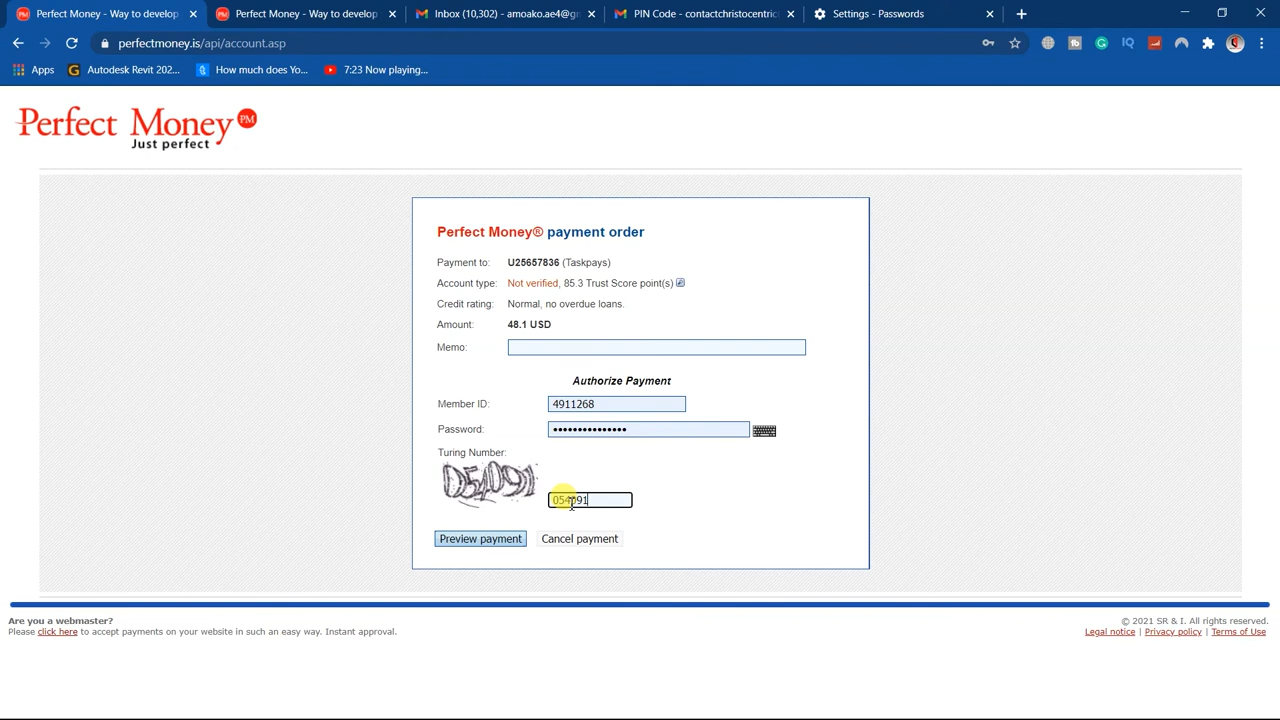 Perfect Money - Way to develop
Perfect Money - Way to develop
Inbox (10,302) - amoako.ae4@gm
PIN Code - contactchristocentric
Settings - Passwords
perfectmoney.is/api/account.asp
Apps
Autodesk Revit 202...
How much does Yo...
7:23 Now playing...
Perfect Money PM
Just perfect
Perfect Money® payment order
Payment to: U25657836 (Taskpays)
Account type: Not verified, 85.3 Trust Score point(s)
Credit rating: Normal, no overdue loans.
Amount: 48.1 USD
Memo:
Authorize Payment
Member ID: 4911268
Password: •••••••••••••••
Turing Number:
054091
054091
Preview payment Cancel payment
Are you a webmaster?
Please click here to accept payments on your website in such an easy way. Instant approval.
© 2021 SR & I. All rights reserved.
Legal notice | Privacy policy | Terms of Use